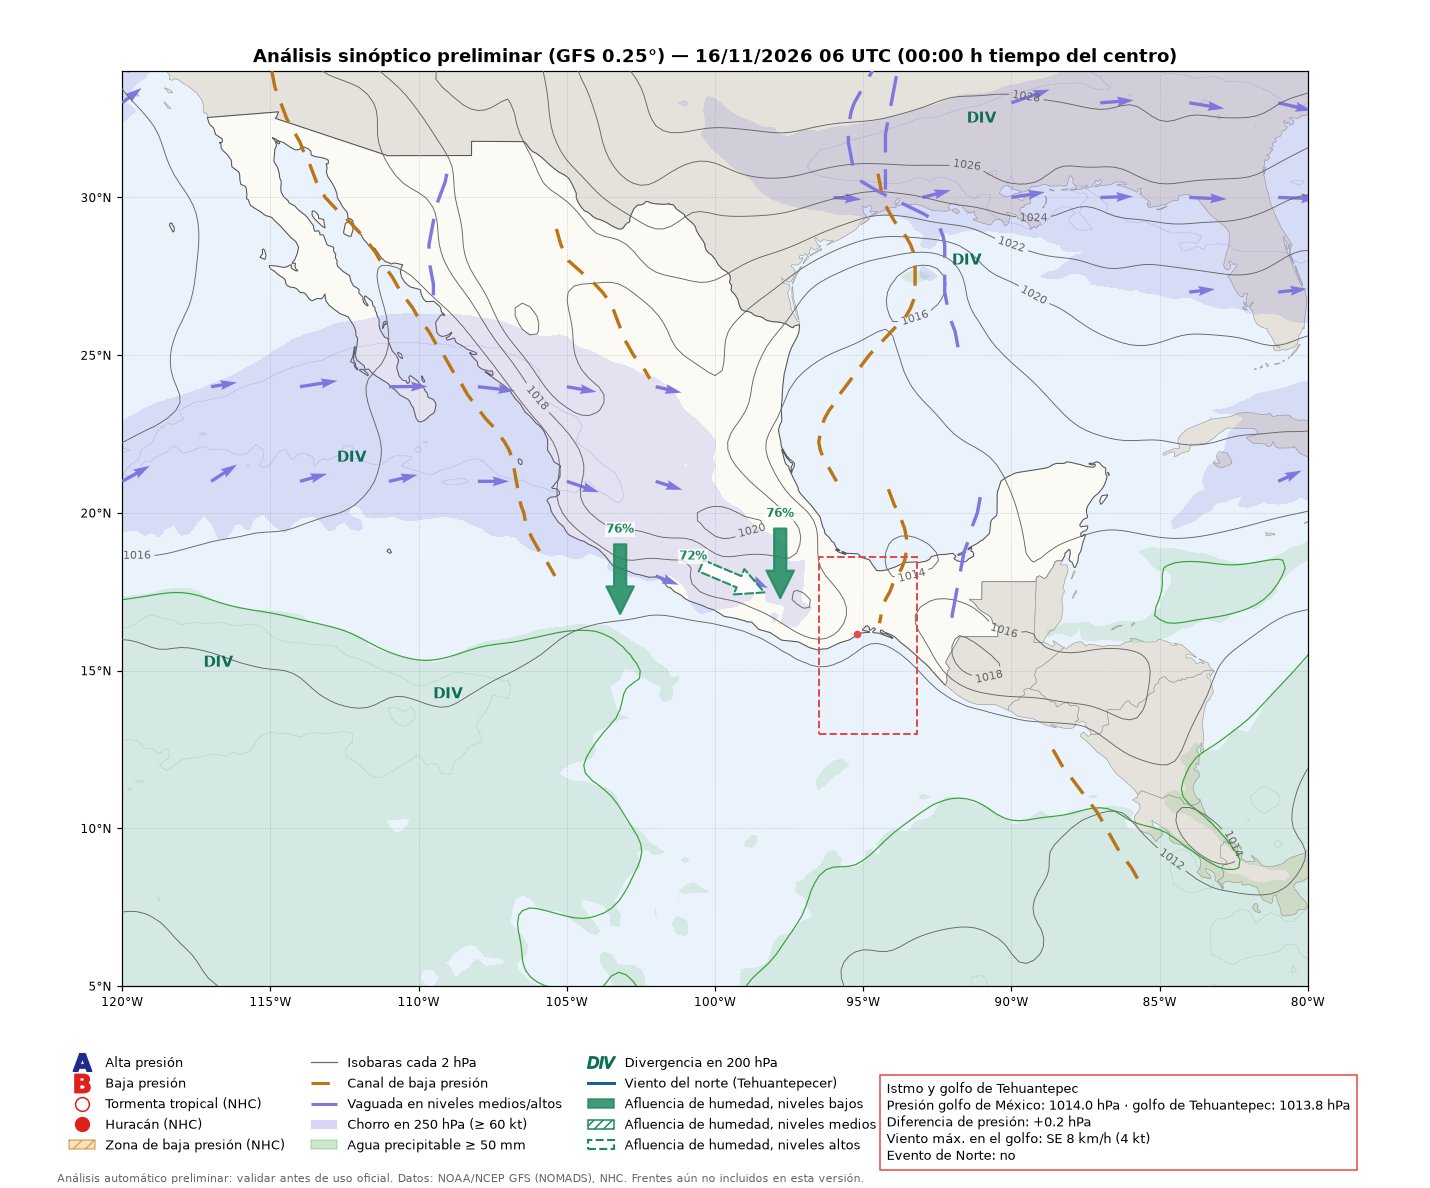 Análisis sinóptico preliminar (GFS 0.25°) — 16/11/2026 06 UTC (00:00 h tiempo del centro)
1028
DIV
1026
30°N
1024
1022
DIV
1020
1016
25°N
1018
DIV
20°N
76%
76%
1020
1016
72%
1014
1016
DIV
15°N
1018
DIV
10°N
1014
1012
5°N
120°W
115°W
110°W
105°W
100°W
95°W
90°W
85°W
80°W
A Alta presión
B Baja presión
Tormenta tropical (NHC)
Huracán (NHC)
Zona de baja presión (NHC)
Isobaras cada 2 hPa
Canal de baja presión
Vaguada en niveles medios/altos
Chorro en 250 hPa (≥ 60 kt)
Agua precipitable ≥ 50 mm
DIV Divergencia en 200 hPa
Viento del norte (Tehuantepecer)
Afluencia de humedad, niveles bajos
Afluencia de humedad, niveles medios
Afluencia de humedad, niveles altos
Istmo y golfo de Tehuantepec
Presión golfo de México: 1014.0 hPa · golfo de Tehuantepec: 1013.8 hPa
Diferencia de presión: +0.2 hPa
Viento máx. en el golfo: SE 8 km/h (4 kt)
Evento de Norte: no
Análisis automático preliminar: validar antes de uso oficial. Datos: NOAA/NCEP GFS (NOMADS), NHC. Frentes aún no incluidos en esta versión.